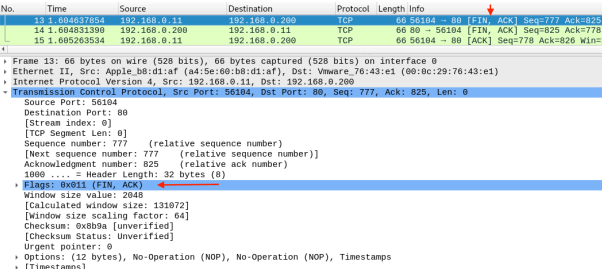 No. Time Source Destination Protocol Length Info
13 1.604637854 192.168.0.11 192.168.0.200 TCP 66 56104 → 80 [FIN, ACK] Seq=777 Ack=825
14 1.604831390 192.168.0.200 192.168.0.11 TCP 66 80 → 56104 [FIN, ACK] Seq=825 Ack=778
15 1.605263534 192.168.0.11 192.168.0.200 TCP 66 56104 → 80 [ACK] Seq=778 Ack=826 Win=
Frame 13: 66 bytes on wire (528 bits), 66 bytes captured (528 bits) on interface 0
Ethernet II, Src: Apple_b8:d1:af (a4:5e:60:b8:d1:af), Dst: Vmware_76:43:e1 (00:0c:29:76:43:e1)
Internet Protocol Version 4, Src: 192.168.0.11, Dst: 192.168.0.200
Transmission Control Protocol, Src Port: 56104, Dst Port: 80, Seq: 777, Ack: 825, Len: 0
Source Port: 56104
Destination Port: 80
[Stream index: 0]
[TCP Segment Len: 0]
Sequence number: 777 (relative sequence number)
[Next sequence number: 777 (relative sequence number)]
Acknowledgment number: 825 (relative ack number)
1000 .... = Header Length: 32 bytes (8)
Flags: 0x011 (FIN, ACK)
Window size value: 2048
[Calculated window size: 131072]
[Window size scaling factor: 64]
Checksum: 0x8b9a [unverified]
[Checksum Status: Unverified]
Urgent pointer: 0
Options: (12 bytes), No-Operation (NOP), No-Operation (NOP), Timestamps
[Timestamps]